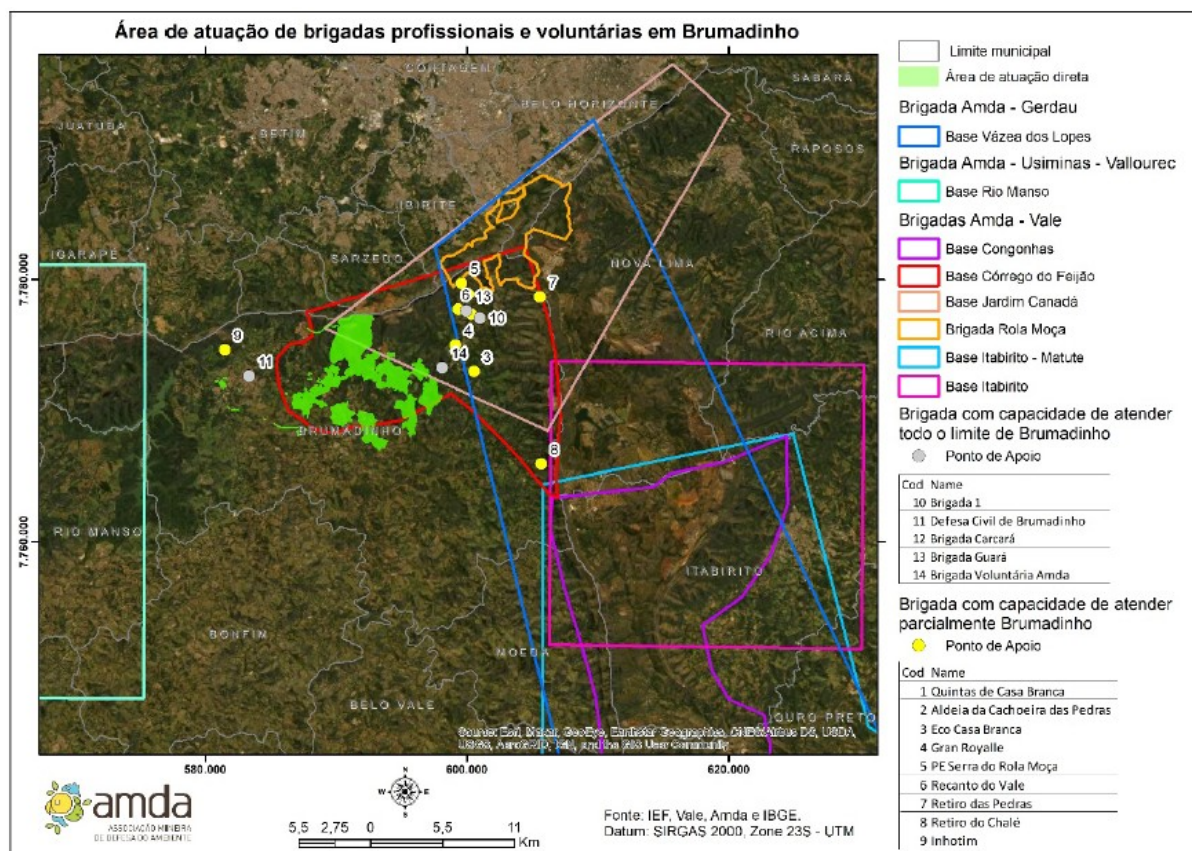 Área de atuação de brigadas profissionais e voluntárias em Brumadinho
CONTAGEM
SABARÁ
BELO HORIZONTE
JUATUBA
BETIM
RAPOSOS
IBIRITÉ
IGARAPÉ
SARZEDO
NOVA LIMA
5
7
6
13
10
RIO ACIMA
9
4
14
11
3
BRUMADINHO
8
RIO MANSO
ITABIRITO
BONFIN
MOEDA
BELO VALE
OURO PRETO
7.780.000
7.760.000
580.000
600.000
620.000
Limite municipal
Área de atuação direta
Brigada Amda - Gerdau
Base Vázea dos Lopes
Brigada Amda - Usiminas - Vallourec
Base Rio Manso
Brigadas Amda - Vale
Base Congonhas
Base Córrego do Feijão
Base Jardim Canadá
Brigada Rola Moça
Base Itabirito - Matute
Base Itabirito
Brigada com capacidade de atender
todo o limite de Brumadinho
Ponto de Apoio
Cod Name
10 Brigada 1
11 Defesa Civil de Brumadinho
12 Brigada Carcará
13 Brigada Guará
14 Brigada Voluntária Amda
Brigada com capacidade de atender
parcialmente Brumadinho
Ponto de Apoio
Cod Name
1 Quintas de Casa Branca
2 Aldeia da Cachoeira das Pedras
3 Eco Casa Branca
4 Gran Royalle
5 PE Serra do Rola Moça
6 Recanto do Vale
7 Retiro das Pedras
8 Retiro do Chalé
9 Inhotim
amda
ASSOCIAÇÃO MINEIRA
DE DEFESA DO AMBIENTE
N
W E
S
5,5 2,75 0 5,5 11
Km
Fonte: IEF, Vale, Amda e IBGE.
Datum: SIRGAS 2000, Zone 23S - UTM